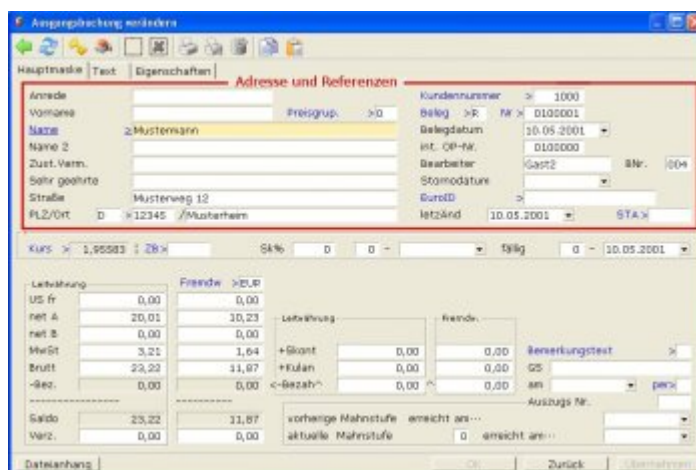 Ausgangsbuchung verändern
Hauptmaske Text Eigenschaften
Adresse und Referenzen
Anrede Kundennummer > 1000
Vorname Preisgrup. >0 Beleg >R Nr > 0100001
Name >Mustermann Belegdatum 10.05.2001
Name 2 int. OP-Nr. 0100000
Zust.Verm. Bearbeiter Gast2 BNr. 004
Sehr geehrte Stornodatum
Straße Musterweg 12 EuroID >
PLZ/Ort D >12345 /Musterheim letzÄnd 10.05.2001 STA>
Kurs > 1,95583 : ZB> Sk% 0 0 - fällig 0 - 10.05.2001
Leitwährung Fremdw >EUR
US fr 0,00 0,00
net A 20,01 10,23 Leitwährung Fremdw.
net B 0,00 0,00
MwSt 3,21 1,64 +Skont 0,00 0,00 Bemerkungstext >
Brutt 23,22 11,87 +Kulan 0,00 0,00 GS
-Bez. 0,00 0,00 <-Bezah^ 0,00 ^ 0,00 am per>
---------------- ---------- Auszugs Nr.
Saldo 23,22 11,87 vorherige Mahnstufe erreicht am---
Verz. 0,00 0,00 aktuelle Mahnstufe 0 erreicht am---
Dateianhang OK Zurück Übernehmen